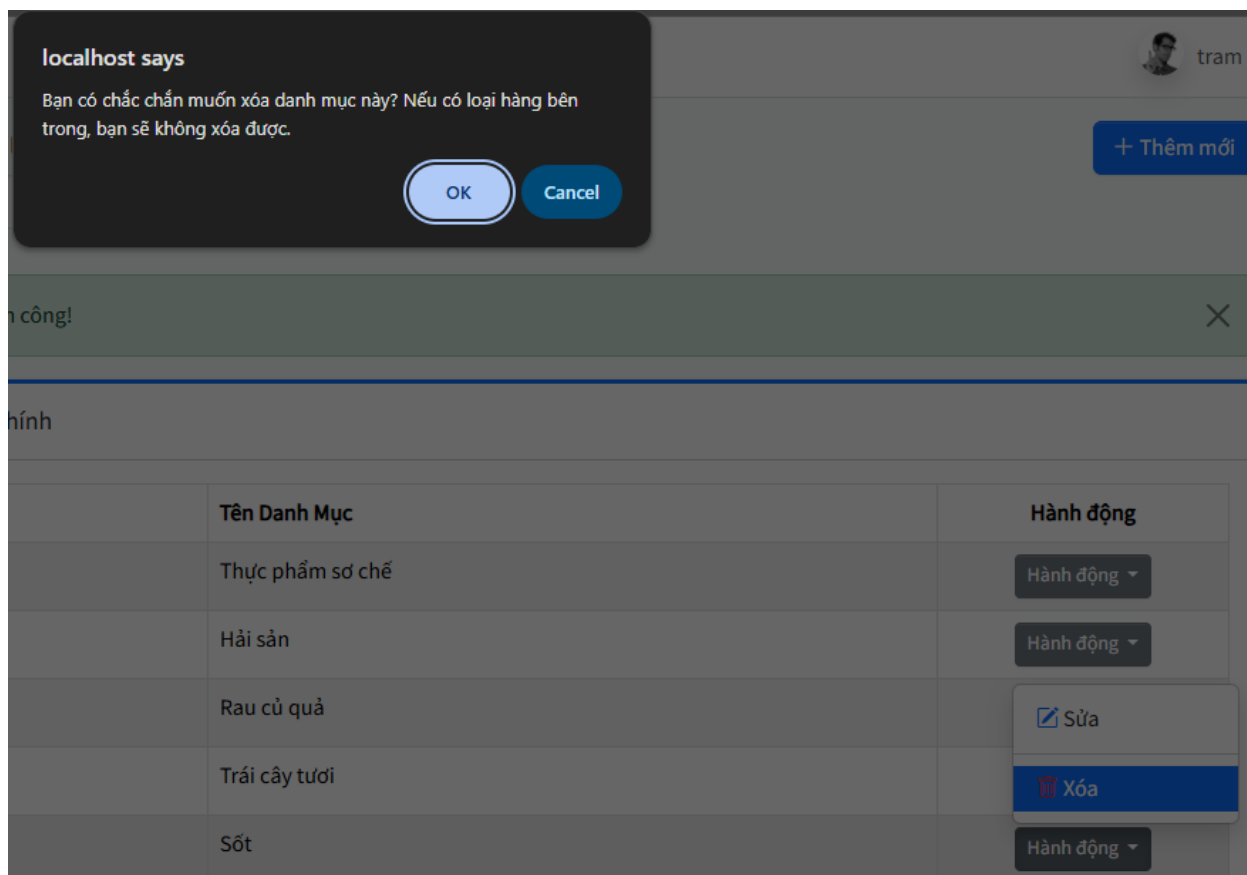 localhost says
Bạn có chắc chắn muốn xóa danh mục này? Nếu có loại hàng bên
trong, bạn sẽ không xóa được.
OK Cancel
tram
+ Thêm mới
công!
Tên Danh Mục Hành động
Thực phẩm sơ chế Hành động
Hải sản Hành động
Rau củ quả
Sửa
Trái cây tươi
Xóa
Sốt Hành động